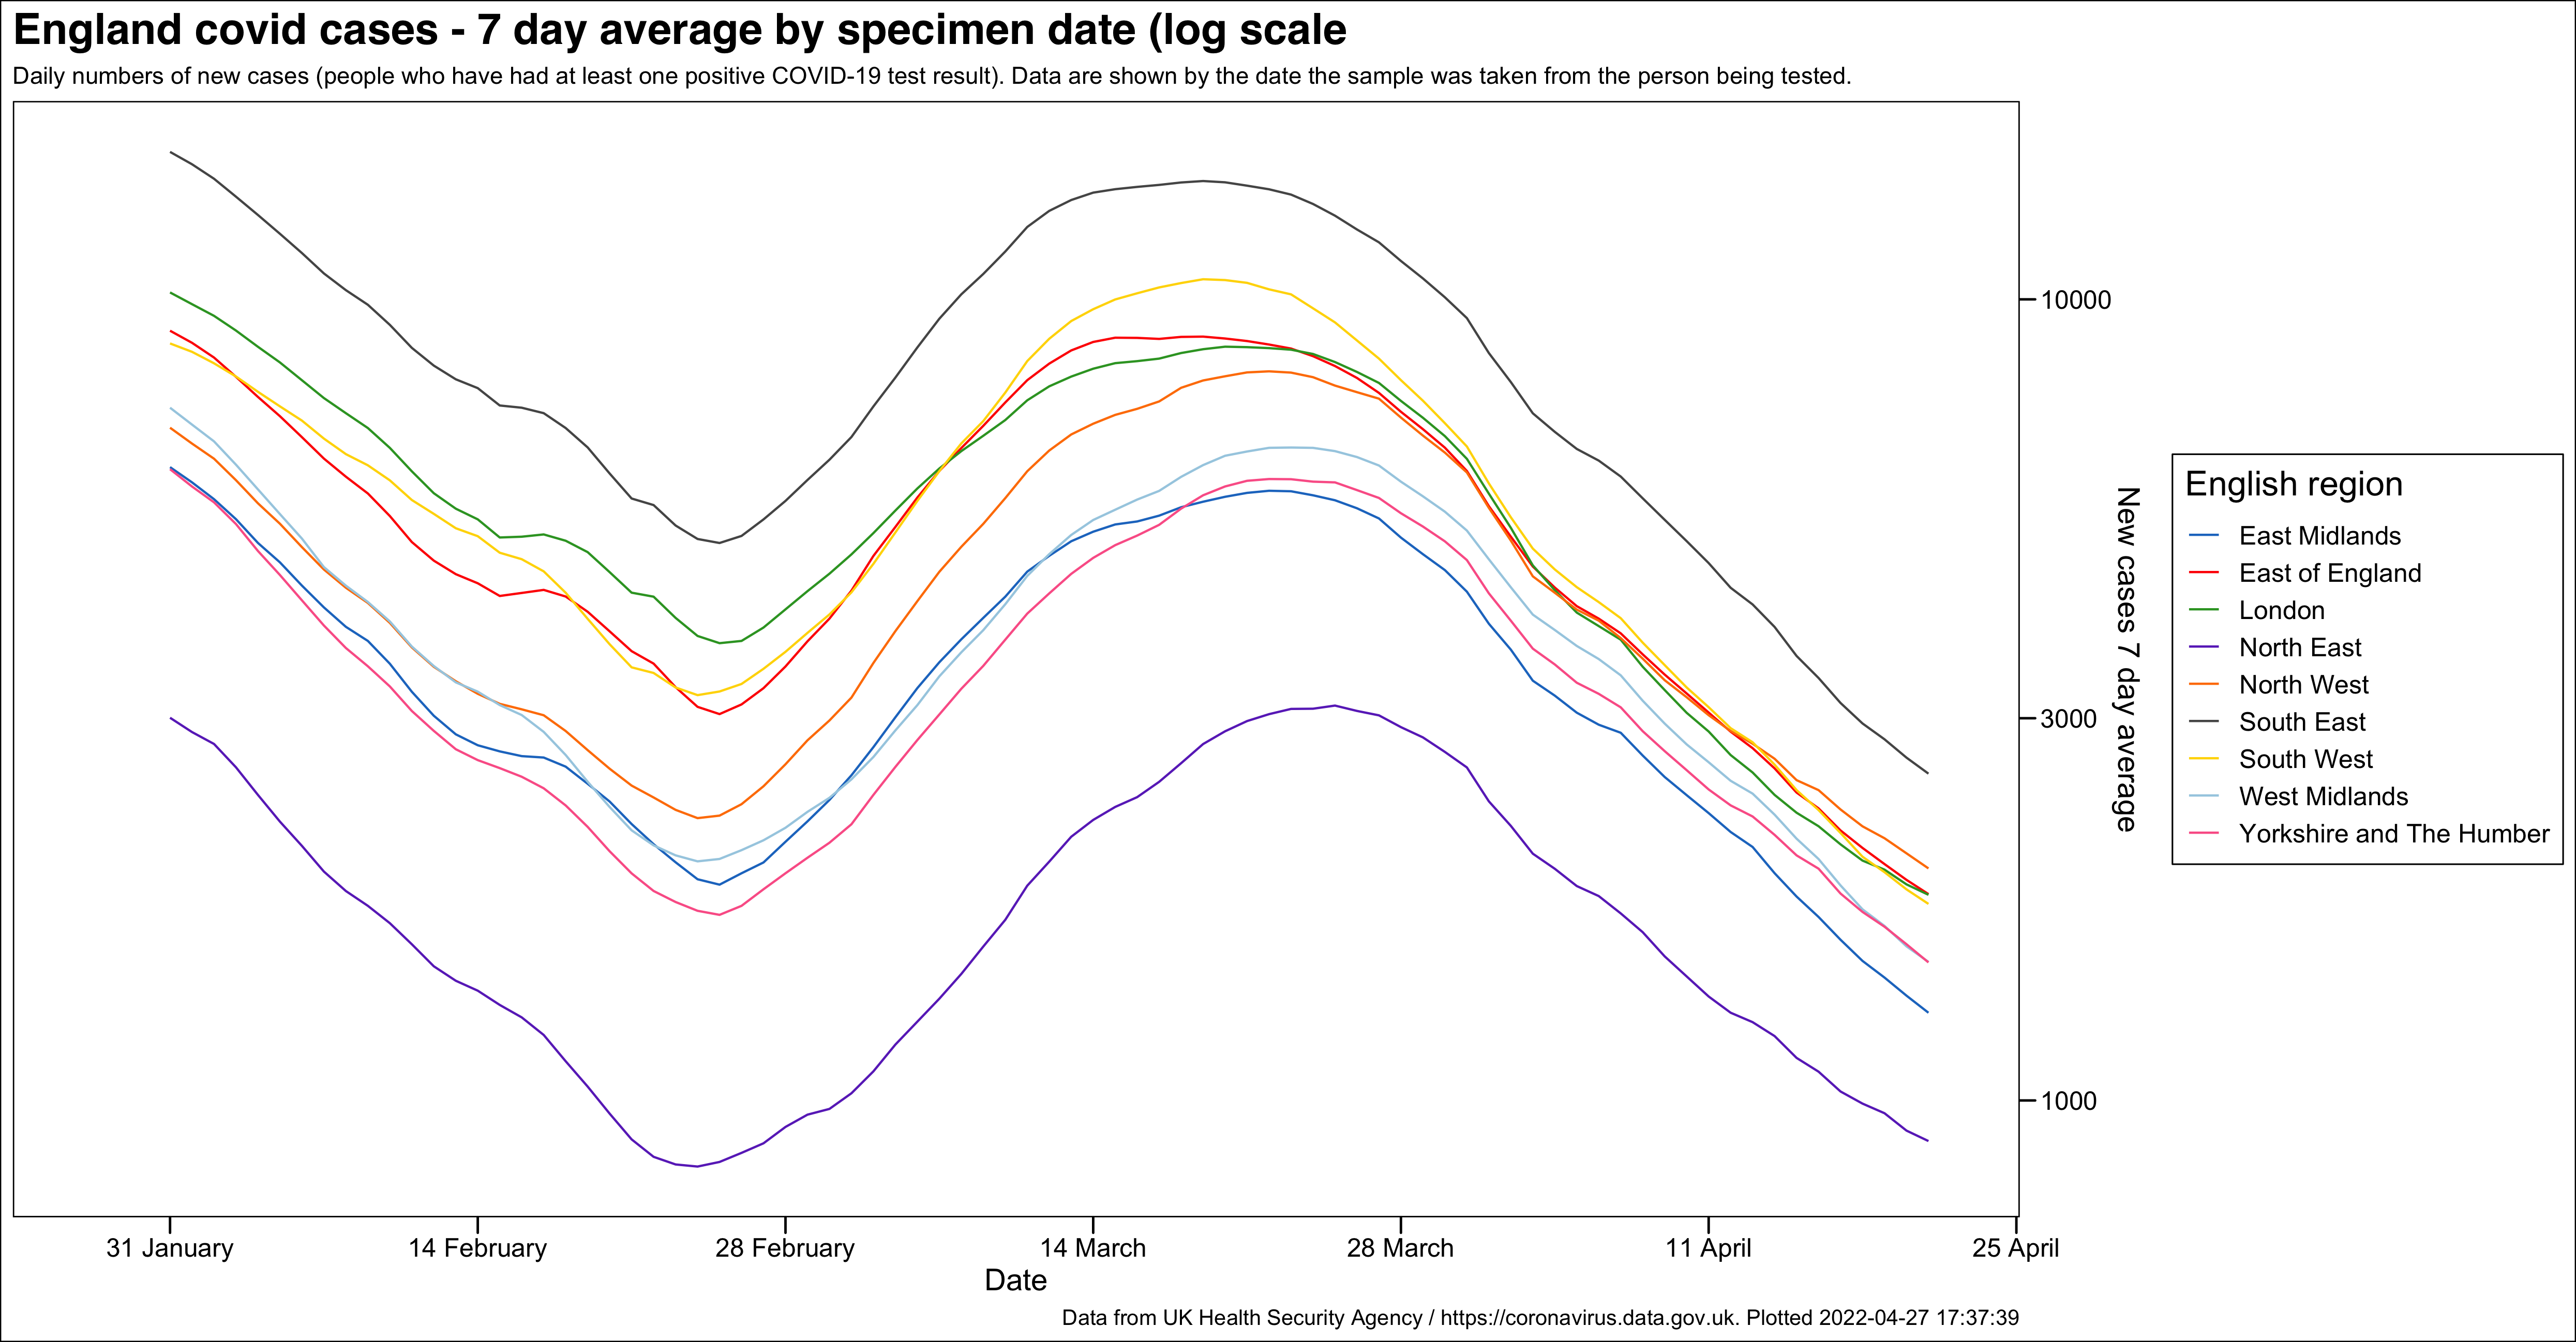 England covid cases - 7 day average by specimen date (log scale
Daily numbers of new cases (people who have had at least one positive COVID-19 test result). Data are shown by the date the sample was taken from the person being tested.
10000
3000
1000
New cases 7 day average
English region
East Midlands
East of England
London
North East
North West
South East
South West
West Midlands
Yorkshire and The Humber
31 January
14 February
28 February
14 March
28 March
11 April
25 April
Date
Data from UK Health Security Agency / https://coronavirus.data.gov.uk. Plotted 2022-04-27 17:37:39